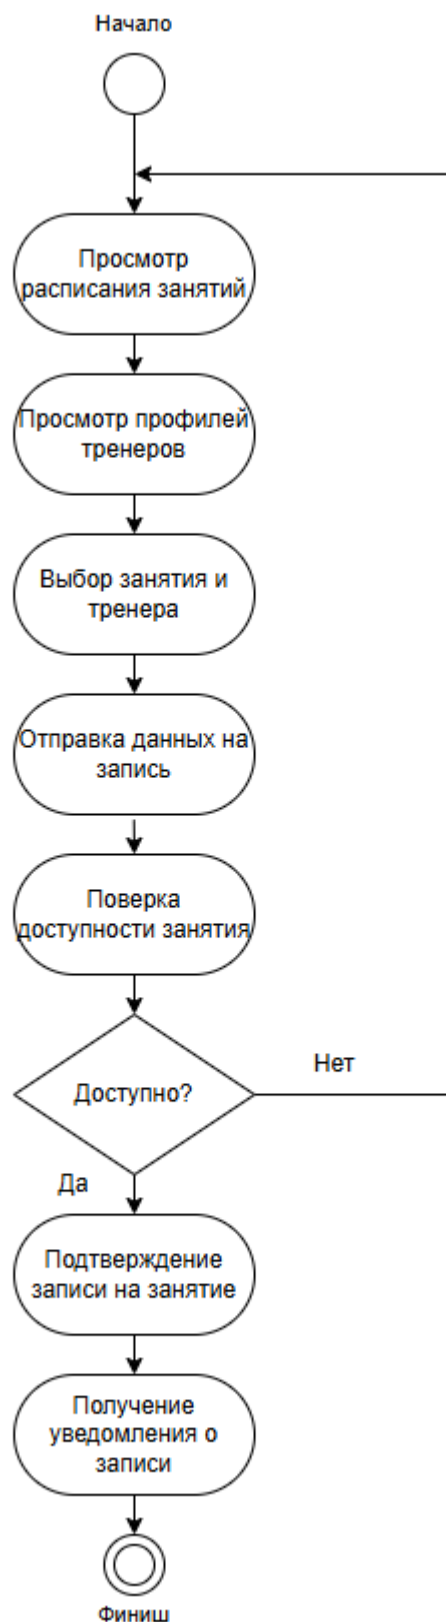 Начало
Просмотр
расписания занятий
Просмотр профилей
тренеров
Выбор занятия и
тренера
Отправка данных на
запись
Поверка
доступности занятия
Доступно?
Нет
Да
Подтверждение
записи на занятие
Получение
уведомления о
записи
Финиш